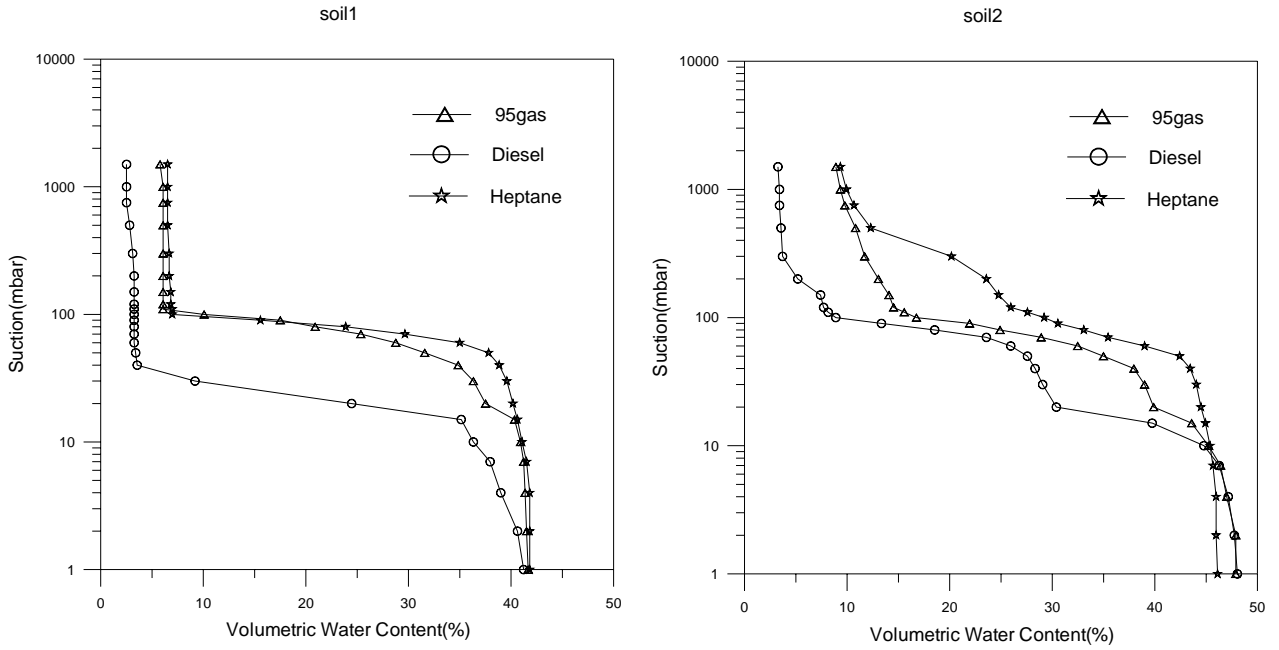 soil1
10000
1000
100
10
1
Suction(mbar)
95gas
Diesel
Heptane
0 10 20 30 40 50
Volumetric Water Content(%)
soil2
10000
1000
100
10
1
Suction(mbar)
95gas
Diesel
Heptane
0 10 20 30 40 50
Volumetric Water Content(%)